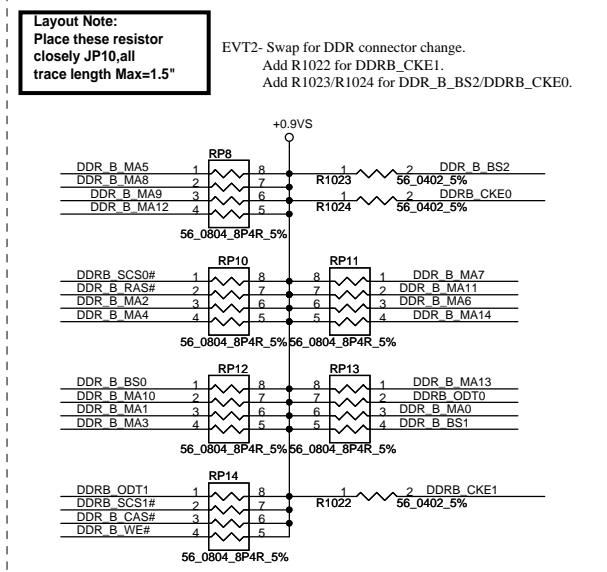 Layout Note:
Place these resistor
closely JP10,all
trace length Max=1.5"
EVT2- Swap for DDR connector change.
Add R1022 for DDRB_CKE1.
Add R1023/R1024 for DDR_B_BS2/DDRB_CKE0.
+0.9VS
RP8
DDR_B_MA5 1 8 1 2 DDR_B_BS2
DDR_B_MA8 2 7 R1023 56_0402_5%
DDR_B_MA9 3 6 1 2 DDRB_CKE0
DDR_B_MA12 4 5 R1024 56_0402_5%
56_0804_8P4R_5%
RP10 RP11
DDRB_SCS0# 1 8 8 1 DDR_B_MA7
DDR_B_RAS# 2 7 7 2 DDR_B_MA11
DDR_B_MA2 3 6 6 3 DDR_B_MA6
DDR_B_MA4 4 5 5 4 DDR_B_MA14
56_0804_8P4R_5% 56_0804_8P4R_5%
RP12 RP13
DDR_B_BS0 1 8 8 1 DDR_B_MA13
DDR_B_MA10 2 7 7 2 DDRB_ODT0
DDR_B_MA1 3 6 6 3 DDR_B_MA0
DDR_B_MA3 4 5 5 4 DDR_B_BS1
56_0804_8P4R_5% 56_0804_8P4R_5%
RP14
DDRB_ODT1 1 8 1 2 DDRB_CKE1
DDRB_SCS1# 2 7 R1022 56_0402_5%
DDR_B_CAS# 3 6
DDR_B_WE# 4 5
56_0804_8P4R_5%